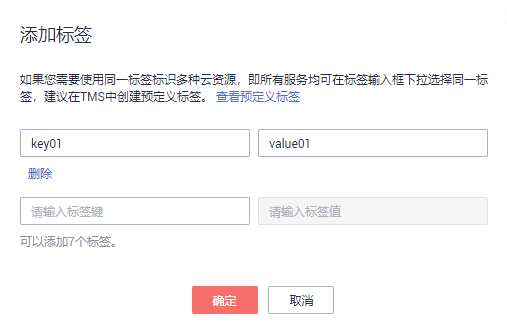 添加标签
如果您需要使用同一标签标识多种云资源，即所有服务均可在标签输入框下拉选择同一标
签，建议在TMS中创建预定义标签。 查看预定义标签
key01 value01
删除
请输入标签键 请输入标签值
可以添加7个标签。
确定 取消